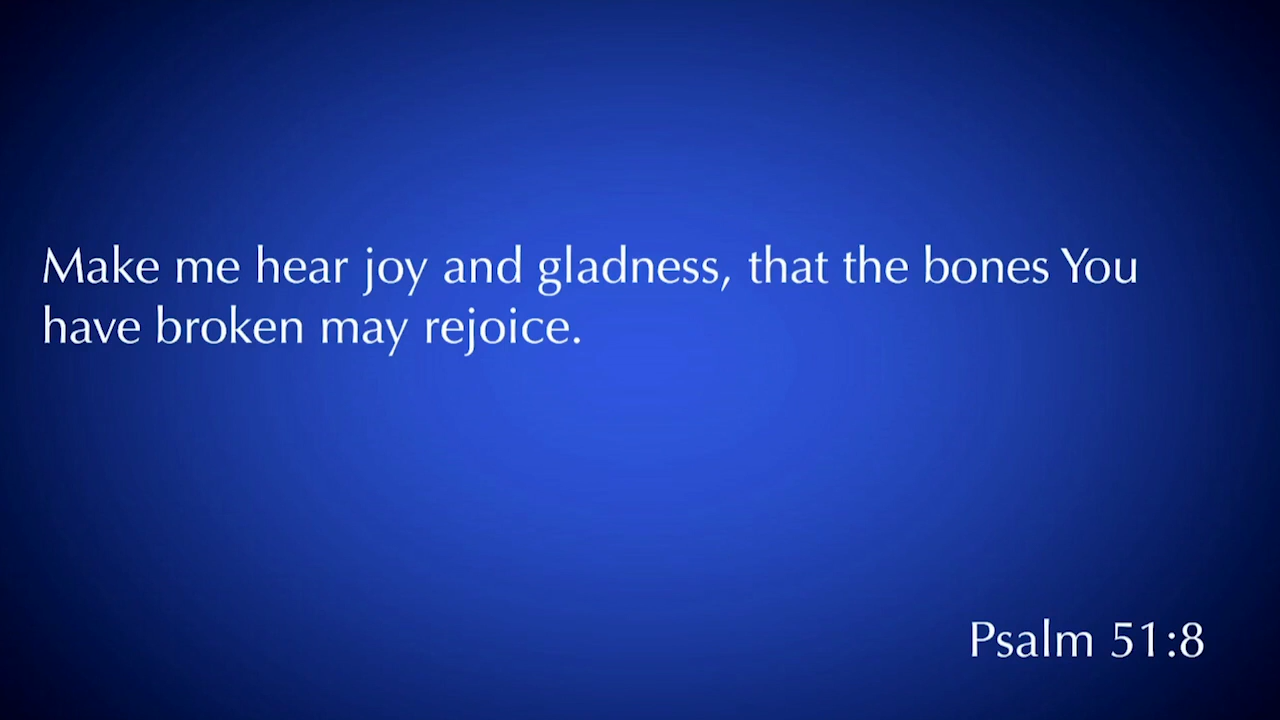 Make me hear joy and gladness, that the bones You
have broken may rejoice.
Psalm 51:8